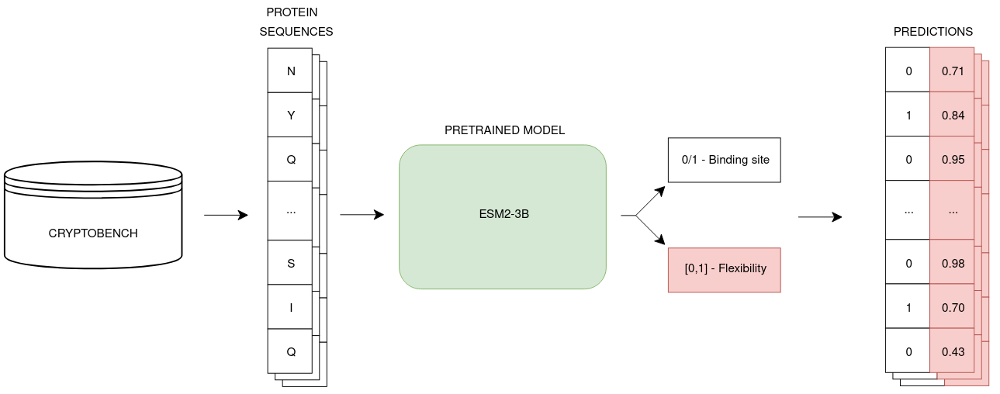 CRYPTOBENCH
PROTEIN
SEQUENCES
N
Y
Q
...
S
I
Q
PRETRAINED MODEL
ESM2-3B
0/1 - Binding site
[0,1] - Flexibility
PREDICTIONS
0 0.71
1 0.84
0 0.95
... ...
0 0.98
1 0.70
0 0.43